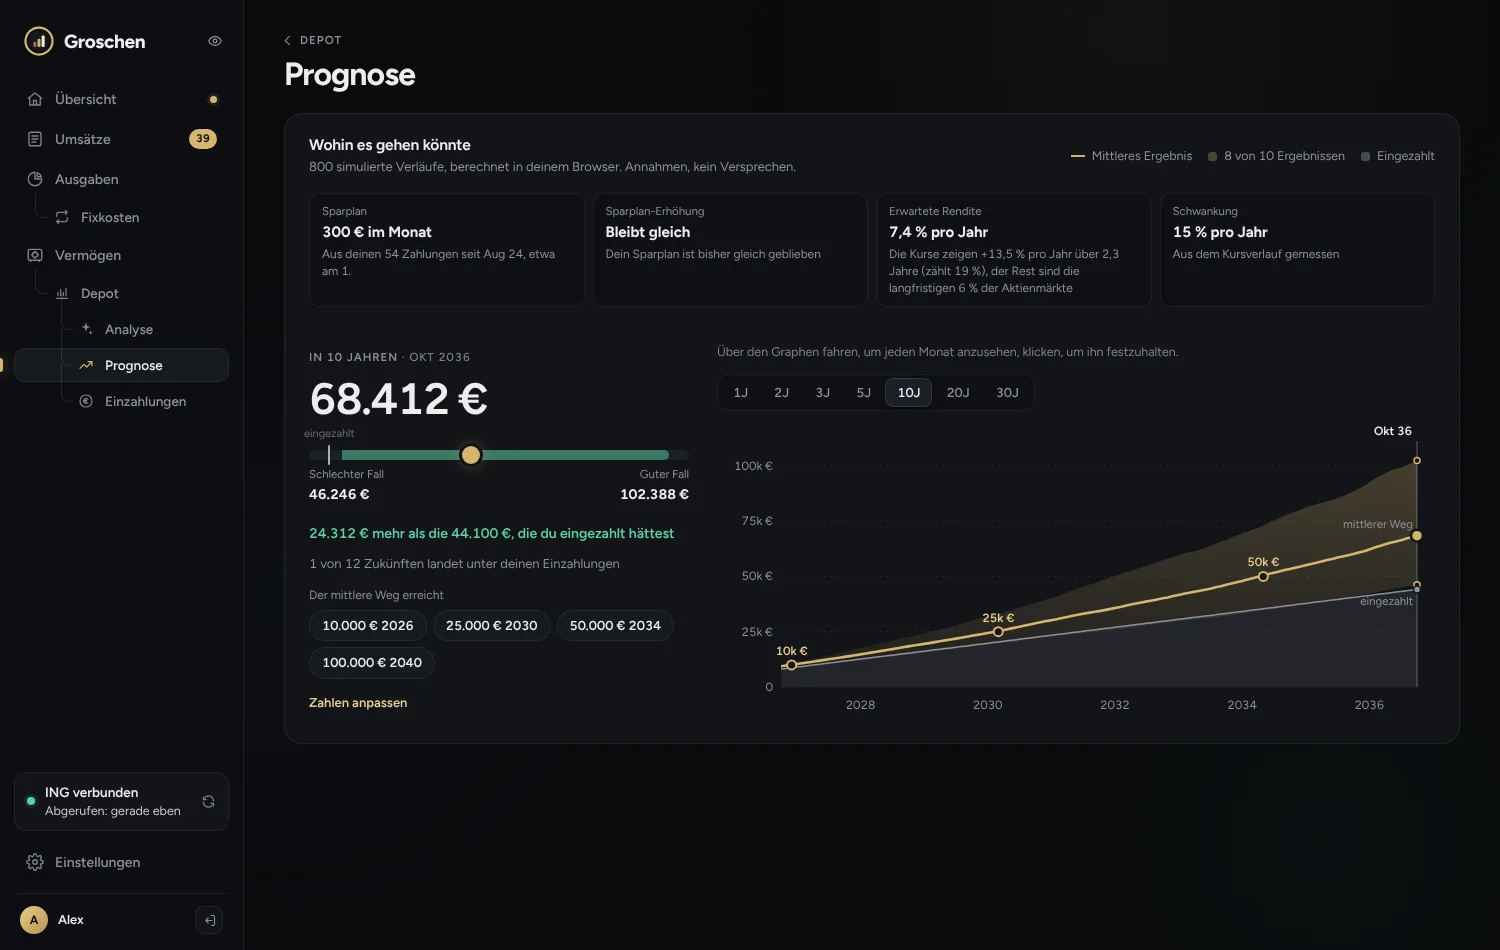 Groschen
Übersicht
Umsätze
39
Ausgaben
Fixkosten
Vermögen
Depot
Analyse
Prognose
Einzahlungen
ING verbunden
Abgerufen: gerade eben
Einstellungen
A
Alex
DEPOT
Prognose
Wohin es gehen könnte
800 simulierte Verläufe, berechnet in deinem Browser. Annahmen, kein Versprechen.
Mittleres Ergebnis
8 von 10 Ergebnissen
Eingezahlt
Sparplan
300 € im Monat
Aus deinen 54 Zahlungen seit Aug 24, etwa
am 1.
Sparplan-Erhöhung
Bleibt gleich
Dein Sparplan ist bisher gleich geblieben
Erwartete Rendite
7,4 % pro Jahr
Die Kurse zeigen +13,5 % pro Jahr über 2,3
Jahre (zählt 19 %), der Rest sind die
langfristigen 6 % der Aktienmärkte
Schwankung
15 % pro Jahr
Aus dem Kursverlauf gemessen
IN 10 JAHREN · OKT 2036
68.412 €
eingezahlt
Schlechter Fall
Guter Fall
46.246 €
102.388 €
24.312 € mehr als die 44.100 €, die du eingezahlt hättest
1 von 12 Zukünften landet unter deinen Einzahlungen
Der mittlere Weg erreicht
10.000 € 2026
25.000 € 2030
50.000 € 2034
100.000 € 2040
Zahlen anpassen
Über den Graphen fahren, um jeden Monat anzusehen, klicken, um ihn festzuhalten.
1J
2J
3J
5J
10J
20J
30J
Okt 36
100k €
75k €
50k €
25k €
0
mittlerer Weg
50k €
eingezahlt
25k €
10k €
2028
2030
2032
2034
2036